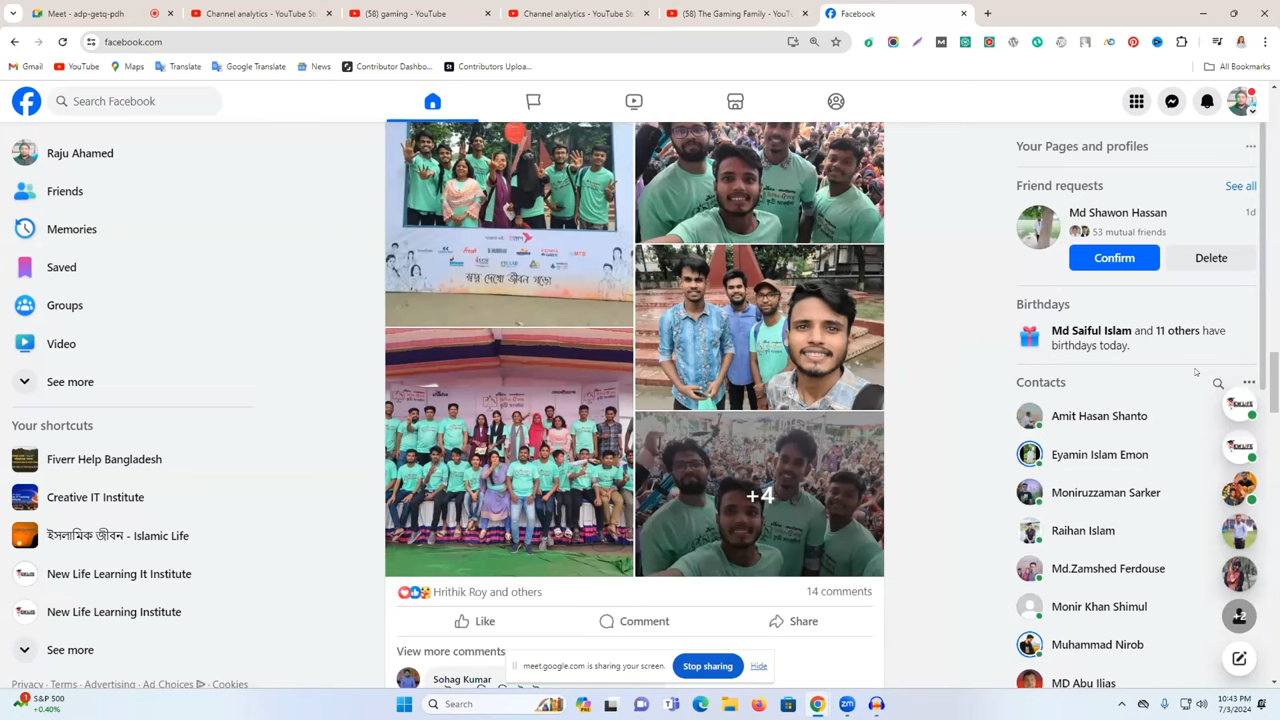 Meet - adp-getq-pdh
Channel analytics - YouTube St
(58) gaming - YouTube
Channel analytics - YouTube St
(58) The Gaming Family - YouTu
Facebook
facebook.com
Gmail
YouTube
Maps
Translate
Google Translate
News
Contributor Dashbo...
Contributors Uploa...
All Bookmarks
Search Facebook
Raju Ahamed
Friends
Memories
Saved
Groups
Video
See more
Your shortcuts
Fiverr Help Bangladesh
Creative IT Institute
ইসলামিক জীবন - Islamic Life
New Life Learning It Institute
New Life Learning Institute
See more
Privacy · Terms · Advertising · Ad Choices · Cookies
স্বপ্ন দেখো জীবন গড়ো
+4
Hrithik Roy and others
14 comments
Like
Comment
Share
View more comments
Sohag Kumar
meet.google.com is sharing your screen.
Stop sharing
Hide
Your Pages and profiles
Friend requests
See all
Md Shawon Hassan
1d
53 mutual friends
Confirm
Delete
Birthdays
Md Saiful Islam and 11 others have
birthdays today.
Contacts
Amit Hasan Shanto
Eyamin Islam Emon
Moniruzzaman Sarker
Raihan Islam
Md.Zamshed Ferdouse
Monir Khan Shimul
Muhammad Nirob
MD Abu Ilias
+2
S&P 500
+0.40%
Search
10:43 PM
7/3/2024